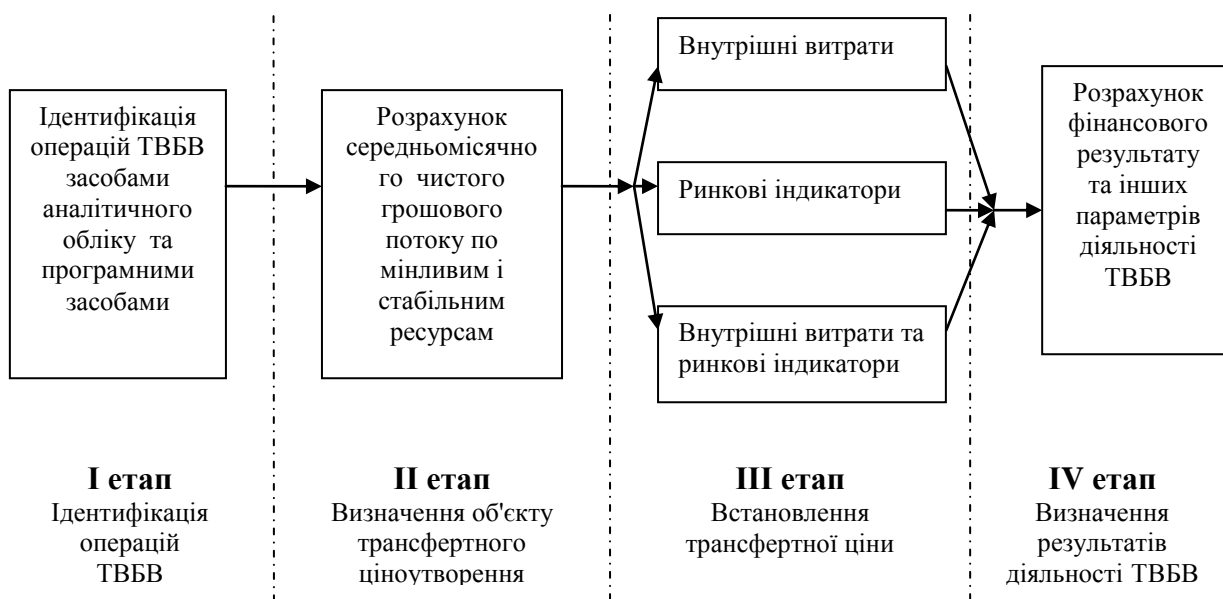 Ідентифікація
операцій ТВБВ
засобами
аналітичного
обліку та
програмними
засобами
Розрахунок
середньомісячно
го чистого
грошового
потоку по
мінливим і
стабільним
ресурсам
Внутрішні витрати
Ринкові індикатори
Внутрішні витрати та
ринкові індикатори
Розрахунок
фінансового
результату
та інших
параметрів
діяльності
ТВБВ
І етап
Ідентифікація
операцій
ТВБВ
ІІ етап
Визначення об'єкту
трансфертного
ціноутворення
ІІІ етап
Встановлення
трансфертної ціни
IV етап
Визначення
результатів
діяльності ТВБВ